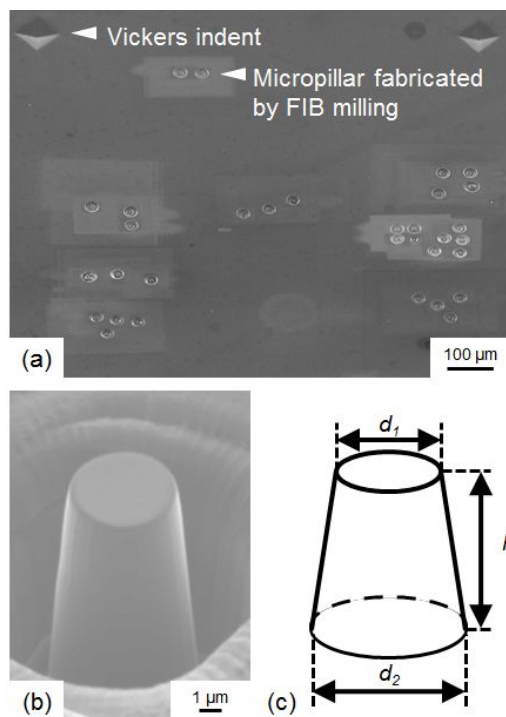 Vickers indent
Micropillar fabricated
by FIB milling
(a)
100 µm
d1
d2
(b)
1 µm
(c)